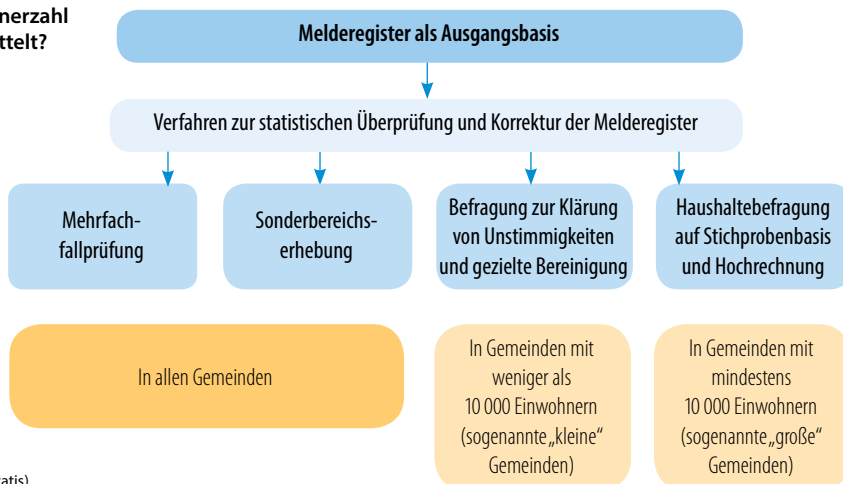 nerzahl
ttelt?
Melderegister als Ausgangsbasis
Verfahren zur statistischen Überprüfung und Korrektur der Melderegister
Mehrfach-
fallprüfung
Sonderbereichs-
erhebung
Befragung zur Klärung
von Unstimmigkeiten
und gezielte Bereinigung
Haushaltebefragung
auf Stichprobenbasis
und Hochrechnung
In allen Gemeinden
In Gemeinden mit
weniger als
10 000 Einwohnern
(sogenannte „kleine“
Gemeinden)
In Gemeinden mit
mindestens
10 000 Einwohnern
(sogenannte „große“
Gemeinden)
tatis)